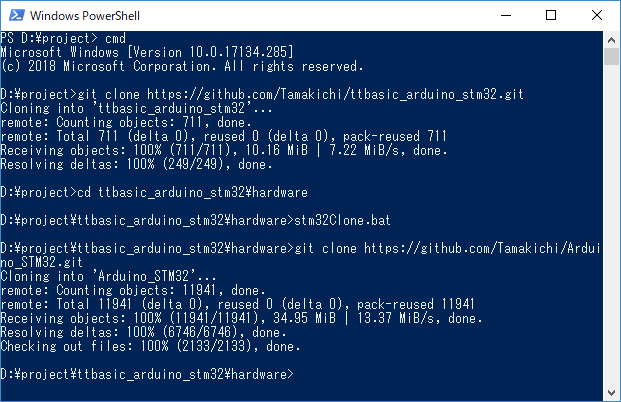 Windows PowerShell
PS D:¥project> cmd
Microsoft Windows [Version 10.0.17134.285]
(c) 2018 Microsoft Corporation. All rights reserved.
D:¥project>git clone https://github.com/Tamakichi/ttbasic_arduino_stm32.git
Cloning into 'ttbasic_arduino_stm32'...
remote: Counting objects: 711, done.
remote: Total 711 (delta 0), reused 0 (delta 0), pack-reused 711
Receiving objects: 100% (711/711), 10.16 MiB | 7.22 MiB/s, done.
Resolving deltas: 100% (249/249), done.
D:¥project>cd ttbasic_arduino_stm32¥hardware
D:¥project¥ttbasic_arduino_stm32¥hardware>stm32Clone.bat
D:¥project¥ttbasic_arduino_stm32¥hardware>git clone https://github.com/Tamakichi/Ardui
no_STM32.git
Cloning into 'Arduino_STM32'...
remote: Counting objects: 11941, done.
remote: Total 11941 (delta 0), reused 0 (delta 0), pack-reused 11941
Receiving objects: 100% (11941/11941), 34.95 MiB | 13.37 MiB/s, done.
Resolving deltas: 100% (6746/6746), done.
Checking out files: 100% (2133/2133), done.
D:¥project¥ttbasic_arduino_stm32¥hardware>